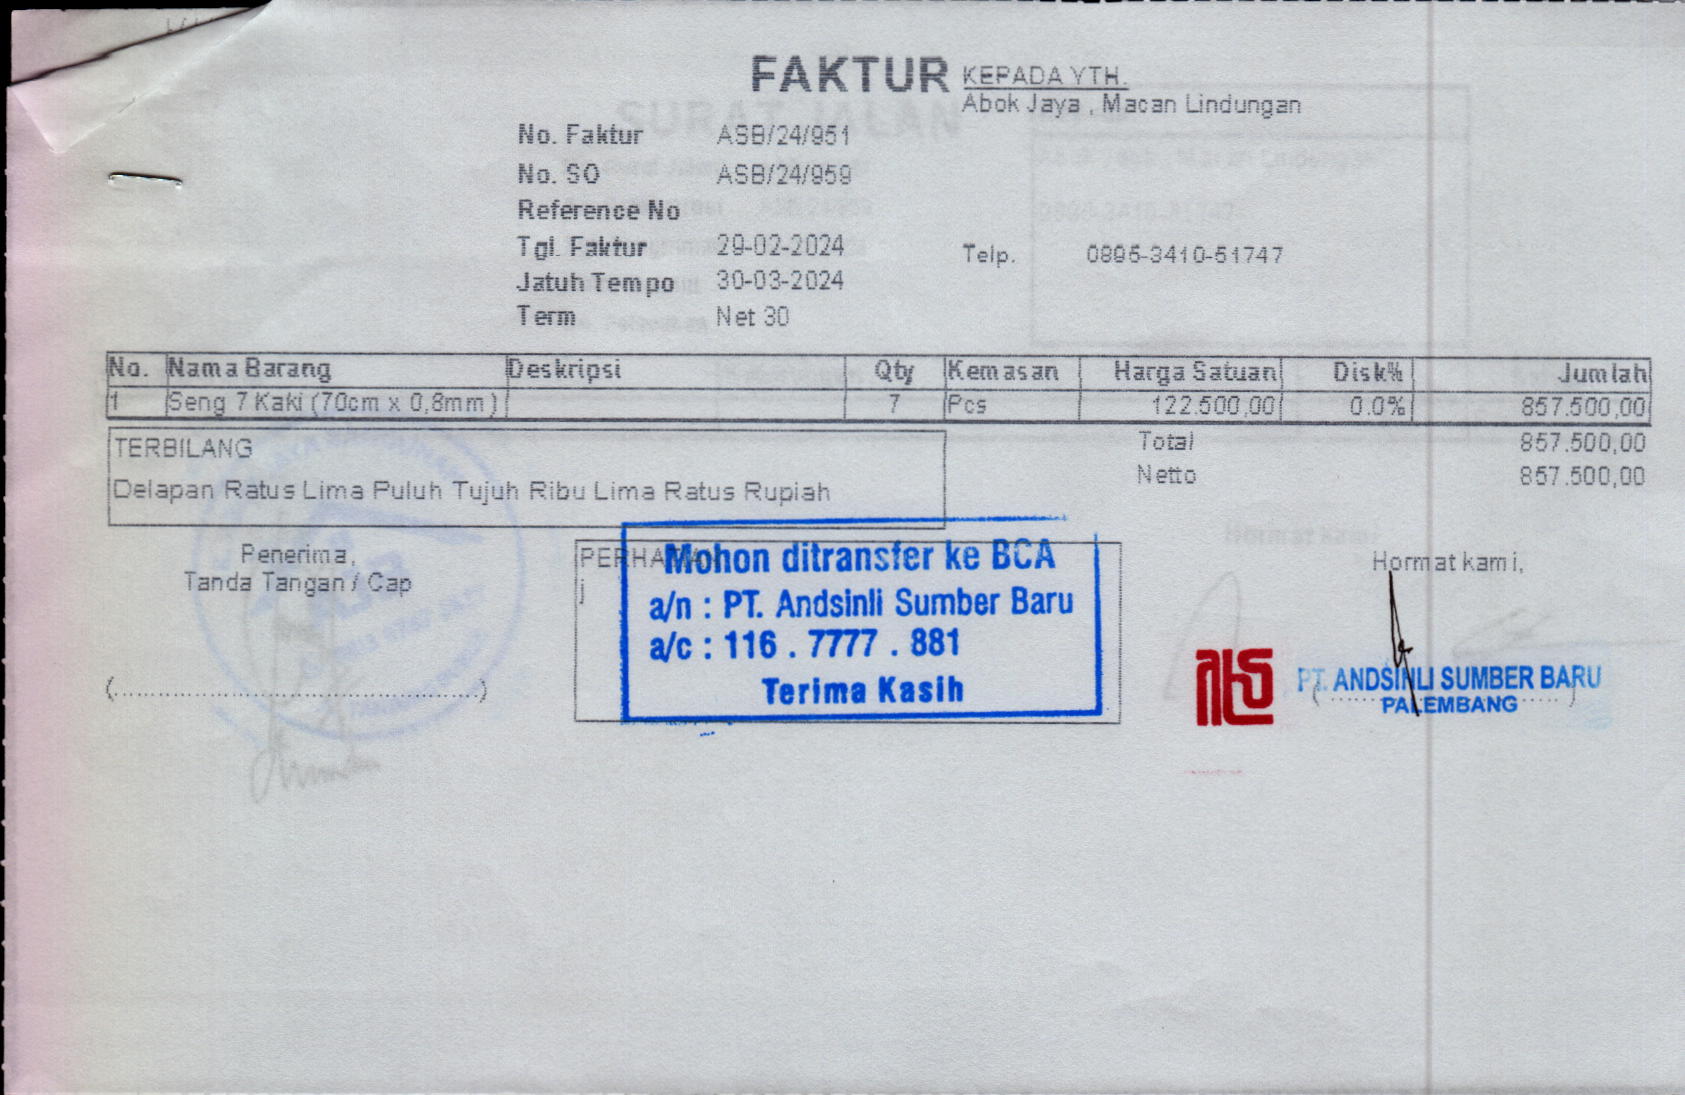 FAKTUR
KEPADA YTH.
Abok Jaya , Macan Lindungan
No. Faktur ASB/24/951
No. SO ASB/24/959
Reference No
Tgl. Faktur 29-02-2024
Telp. 0895-3410-51747
Jatuh Tempo 30-03-2024
Term Net 30
No. Nama Barang Deskripsi Qty Kemasan Harga Satuan Disk% Jumlah
1 Seng 7 Kaki (70cm x 0,8mm) 7 Pcs 122.500,00 0.0% 857.500,00
TERBILANG
Delapan Ratus Lima Puluh Tujuh Ribu Lima Ratus Rupiah
Total 857.500,00
Netto 857.500,00
Penerima,
Tanda Tangan / Cap
(....................................................)
Mohon ditransfer ke BCA
a/n : PT. Andsinli Sumber Baru
a/c : 116 . 7777 . 881
Terima Kasih
Hormat kami,
PT. ANDSINLI SUMBER BARU
PALEMBANG
SURAT JALAN